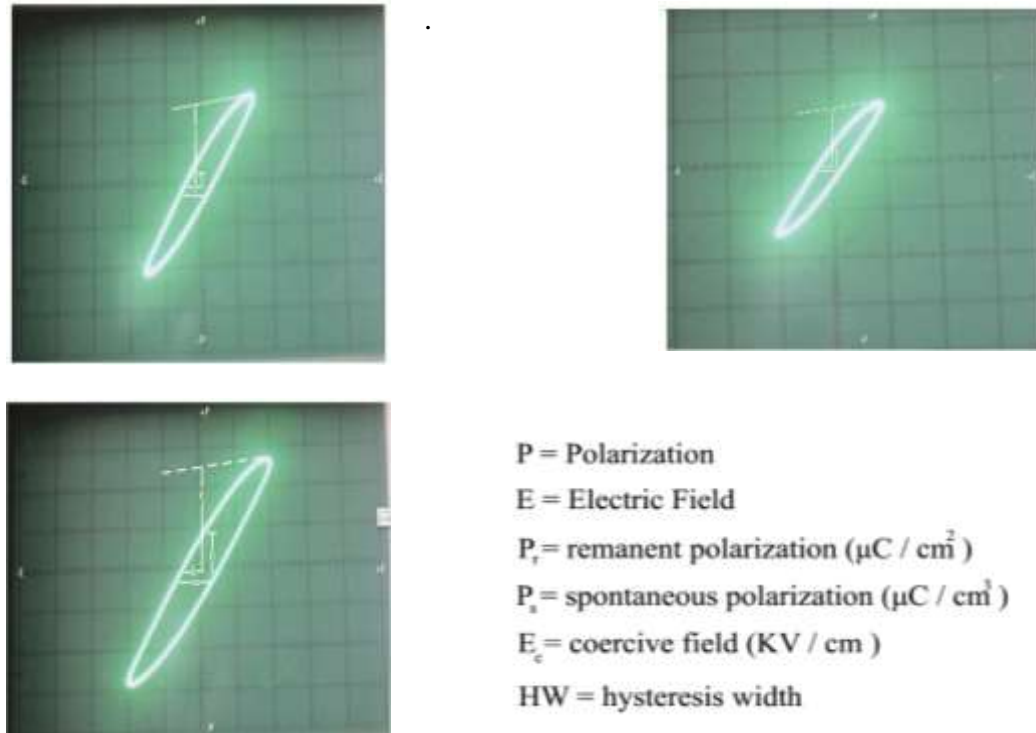 P = Polarization
E = Electric Field
Pᵣ = remanent polarization (μC / cm²)
Pₛ = spontaneous polarization (μC / cm³)
E꜀ = coercive field (KV / cm )
HW = hysteresis width